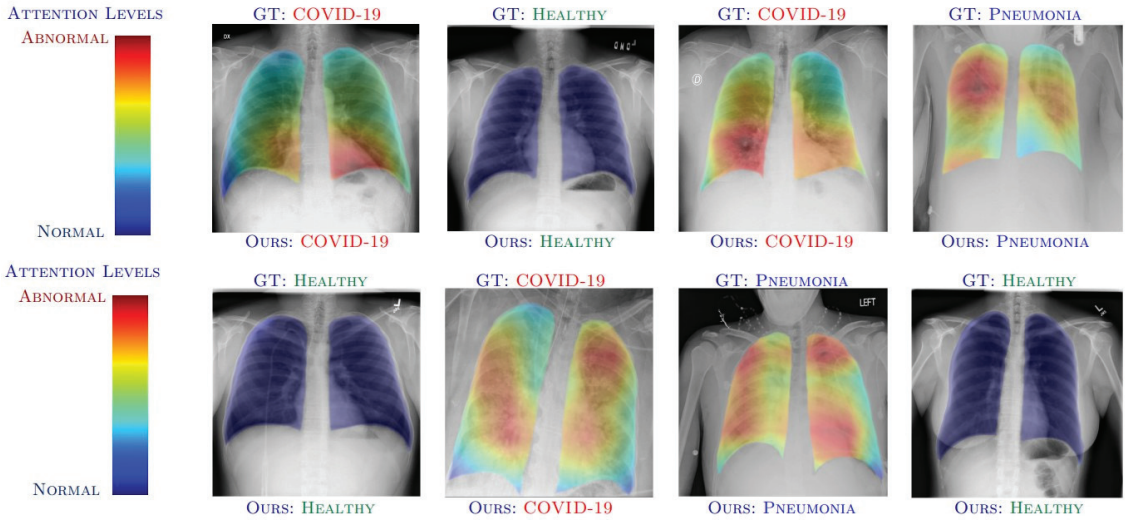 ATTENTION LEVELS
ABNORMAL
NORMAL
GT: COVID-19
GT: HEALTHY
GT: COVID-19
GT: PNEUMONIA
DX
D
OURS: COVID-19
OURS: HEALTHY
OURS: COVID-19
OURS: PNEUMONIA
ATTENTION LEVELS
ABNORMAL
NORMAL
GT: HEALTHY
GT: COVID-19
GT: PNEUMONIA
GT: HEALTHY
LEFT
OURS: HEALTHY
OURS: COVID-19
OURS: PNEUMONIA
OURS: HEALTHY